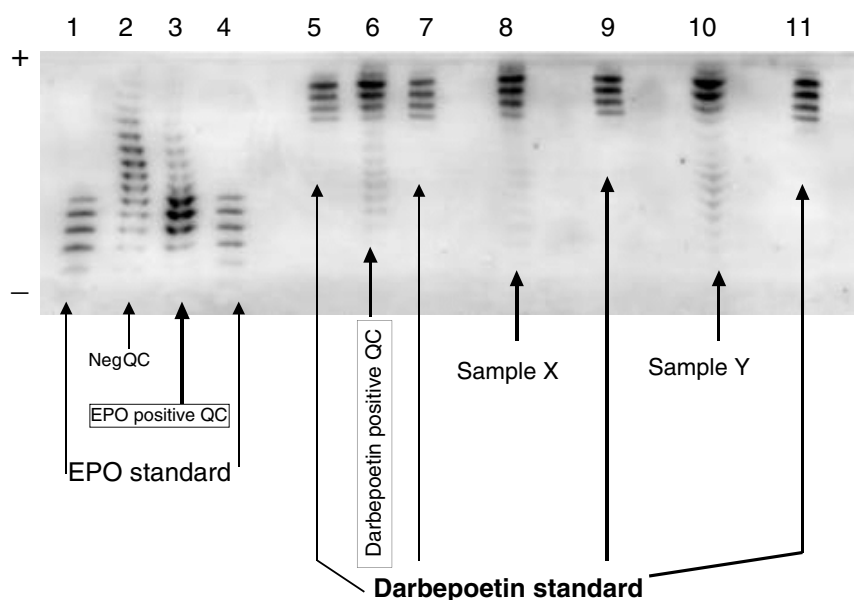 1 2 3 4 5 6 7 8 9 10 11
+
–
NegQC
EPO positive QC
EPO standard
Darbepoetin positive QC
Sample X
Sample Y
Darbepoetin standard